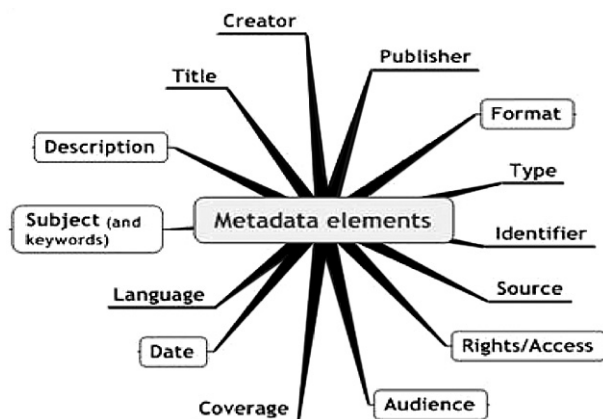 Creator
Publisher
Title
Format
Description
Type
Subject (and
keywords)
Metadata elements
Identifier
Language
Source
Date
Rights/Access
Coverage
Audience